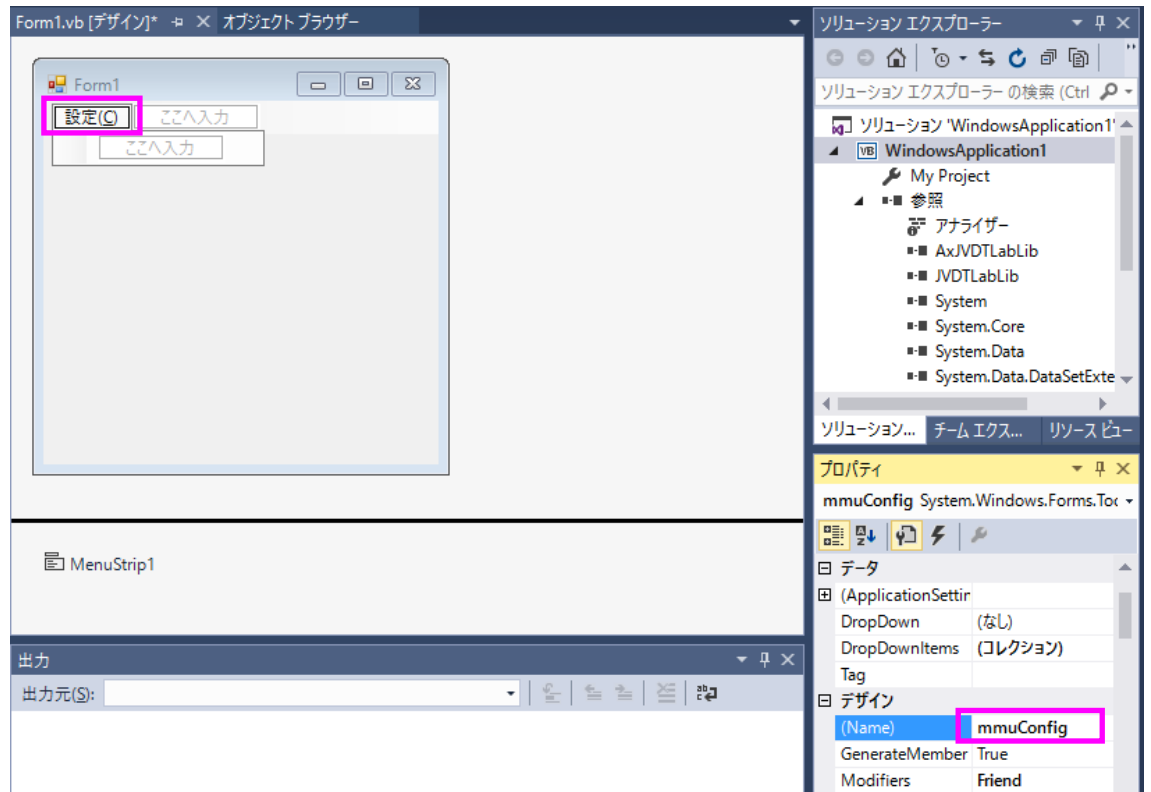 Form1.vb [デザイン]*
オブジェクト ブラウザー
Form1
設定(C)
ここへ入力
ここへ入力
MenuStrip1
出力
出力元(S):
ソリューション エクスプローラー
ソリューション エクスプローラー の検索 (Ctrl
ソリューション 'WindowsApplication1'
VB WindowsApplication1
My Project
参照
アナライザー
AxJVDTLabLib
JVDTLabLib
System
System.Core
System.Data
System.Data.DataSetExte
ソリューション...
チーム エクス...
リソース ビュー
プロパティ
mmuConfig System.Windows.Forms.Toc
データ
(ApplicationSettin
DropDown (なし)
DropDownItems (コレクション)
Tag
デザイン
(Name) mmuConfig
GenerateMember True
Modifiers Friend